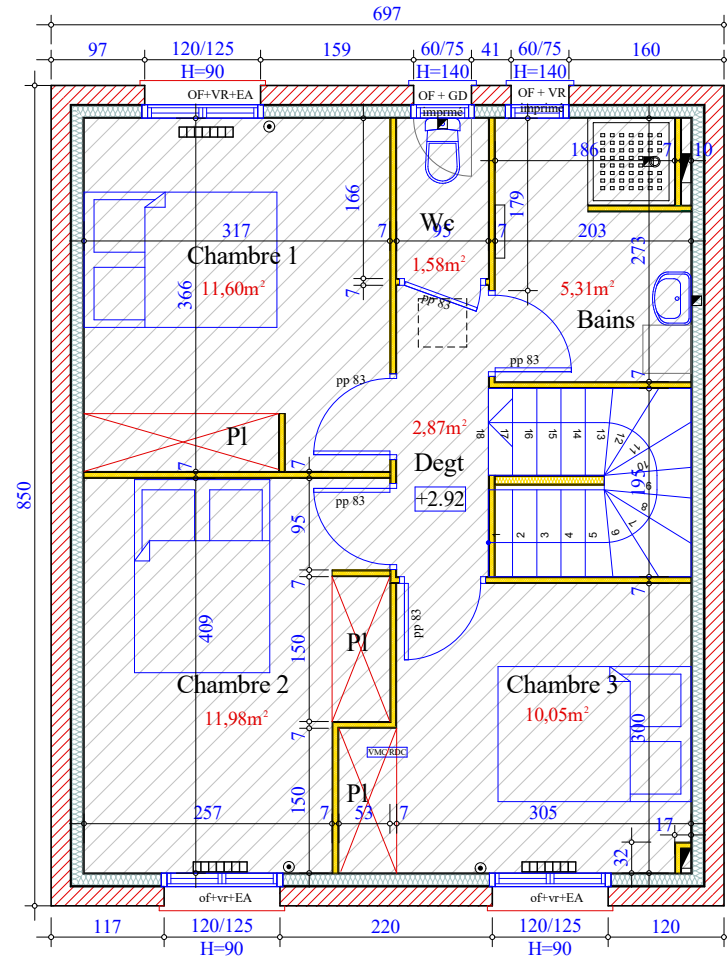 697
97 120/125 159 60/75 41 60/75 160
H=90 H=140 H=140
OF+VR+EA OF + GD OF + VR
imprimé imprimé
186 7 10
166 179
Wc
317 7 95 7 203
Chambre 1 1,58m² 273
11,60m² 5,31m²
366 7 pp 83 Bains
pp 83 pp 83 7
2,87m²
Pl 18 17 16 15 14 13 12 11 10
7 7 Degt 195
850
+2.92
pp 83
95 1 2 3 4 5 6 7 8 9
7 7
409 150 Pl pp 83
Chambre 2 Chambre 3
11,98m² 10,05m²
7 300
VMC/RDC
150 Pl
257 7 53 7 305 17
32
of+vr+EA of+vr+EA
117 120/125 220 120/125 120
H=90 H=90